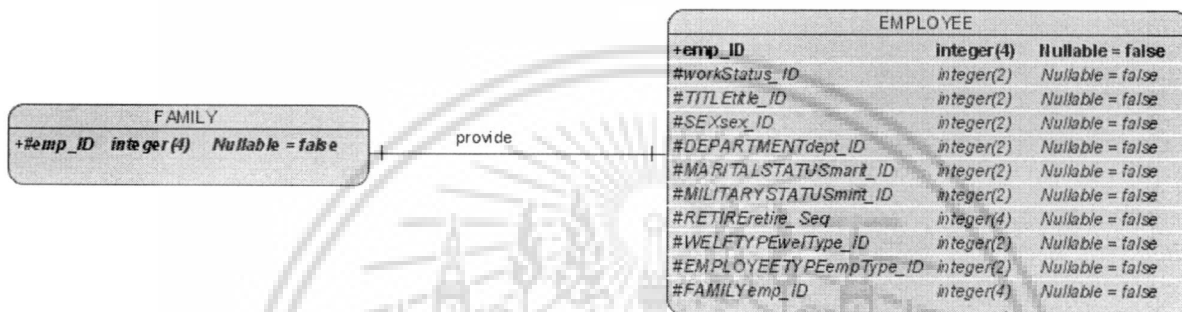 FAMILY
+#emp_ID integer(4) Nullable = false
provide
EMPLOYEE
+emp_ID integer(4) Nullable = false
#workStatus_ID integer(2) Nullable = false
#TITLEtitle_ID integer(2) Nullable = false
#SEXsex_ID integer(2) Nullable = false
#DEPARTMENTdept_ID integer(2) Nullable = false
#MARITALSTATUSmarit_ID integer(2) Nullable = false
#MILITARYSTATUSmint_ID integer(2) Nullable = false
#RETIREretire_Seq integer(4) Nullable = false
#WELFTYPEwelType_ID integer(2) Nullable = false
#EMPLOYEETYPEempType_ID integer(2) Nullable = false
#FAMILYemp_ID integer(4) Nullable = false